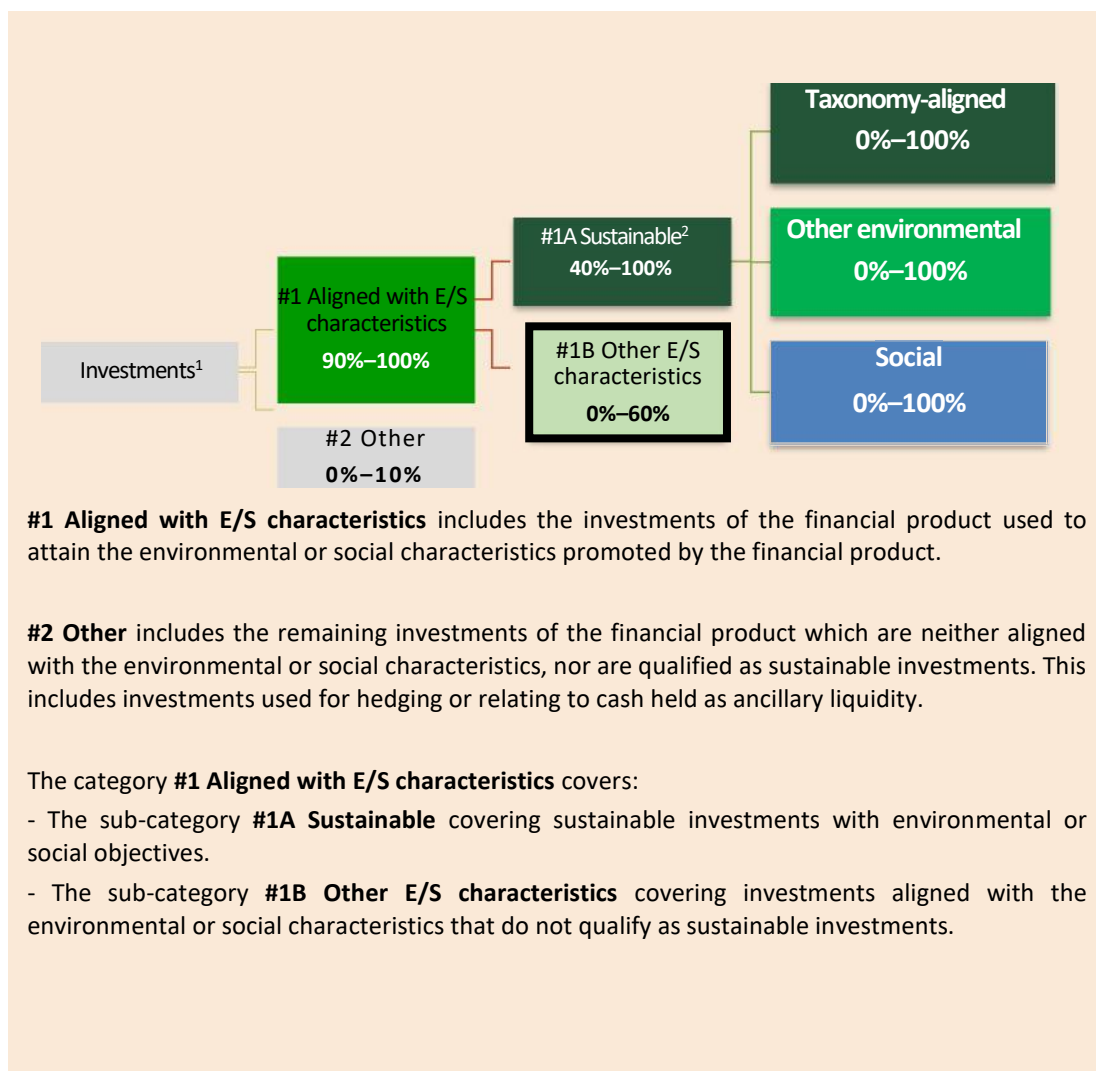 Taxonomy-aligned
0%–100%
Other environmental
0%–100%
Social
0%–100%
#1A Sustainable²
40%–100%
#1B Other E/S
characteristics
0%–60%
#1 Aligned with E/S
characteristics
90%–100%
Investments¹
#2 Other
0%–10%
#1 Aligned with E/S characteristics includes the investments of the financial product used to
attain the environmental or social characteristics promoted by the financial product.
#2 Other includes the remaining investments of the financial product which are neither aligned
with the environmental or social characteristics, nor are qualified as sustainable investments. This
includes investments used for hedging or relating to cash held as ancillary liquidity.
The category #1 Aligned with E/S characteristics covers:
- The sub-category #1A Sustainable covering sustainable investments with environmental or
social objectives.
- The sub-category #1B Other E/S characteristics covering investments aligned with the
environmental or social characteristics that do not qualify as sustainable investments.